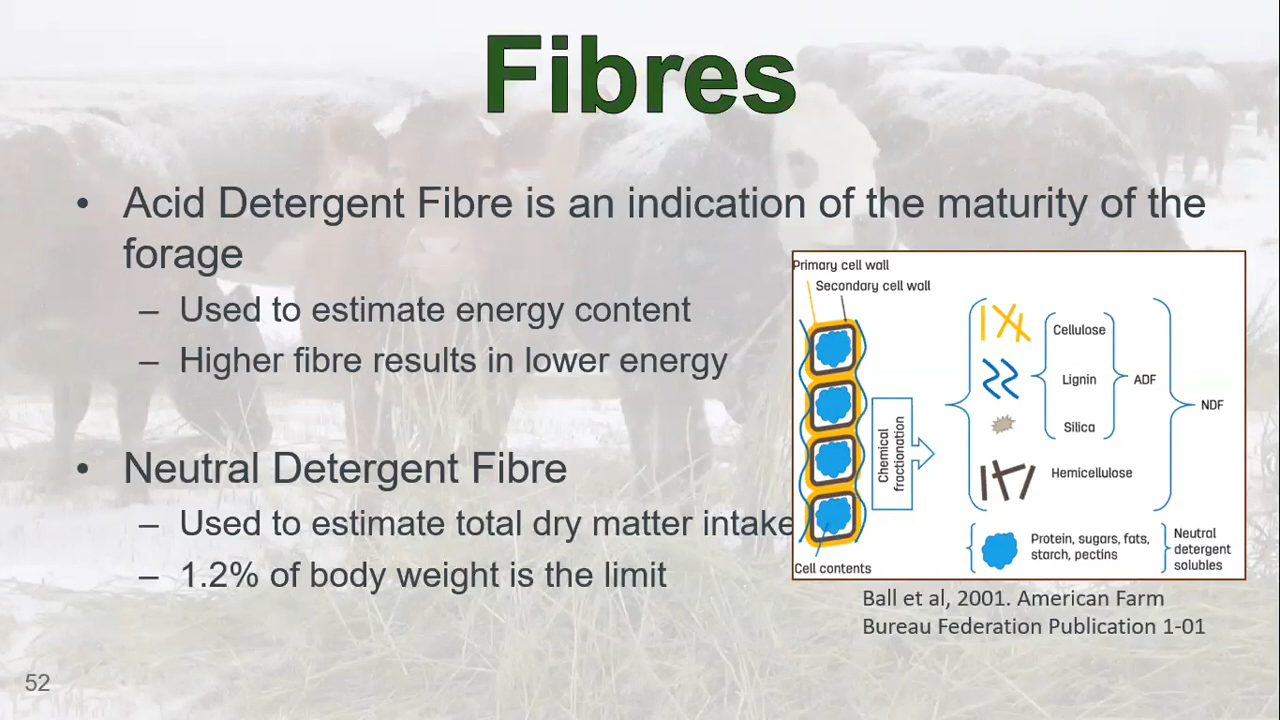 Fibres
• Acid Detergent Fibre is an indication of the maturity of the
forage
– Used to estimate energy content
– Higher fibre results in lower energy
• Neutral Detergent Fibre
– Used to estimate total dry matter intake
– 1.2% of body weight is the limit
Primary cell wall
Secondary cell wall
Cell contents
Chemical
fractionation
Cellulose
Lignin
Silica
ADF
NDF
Hemicellulose
Protein, sugars, fats,
starch, pectins
Neutral
detergent
solubles
Ball et al, 2001. American Farm
Bureau Federation Publication 1-01
52